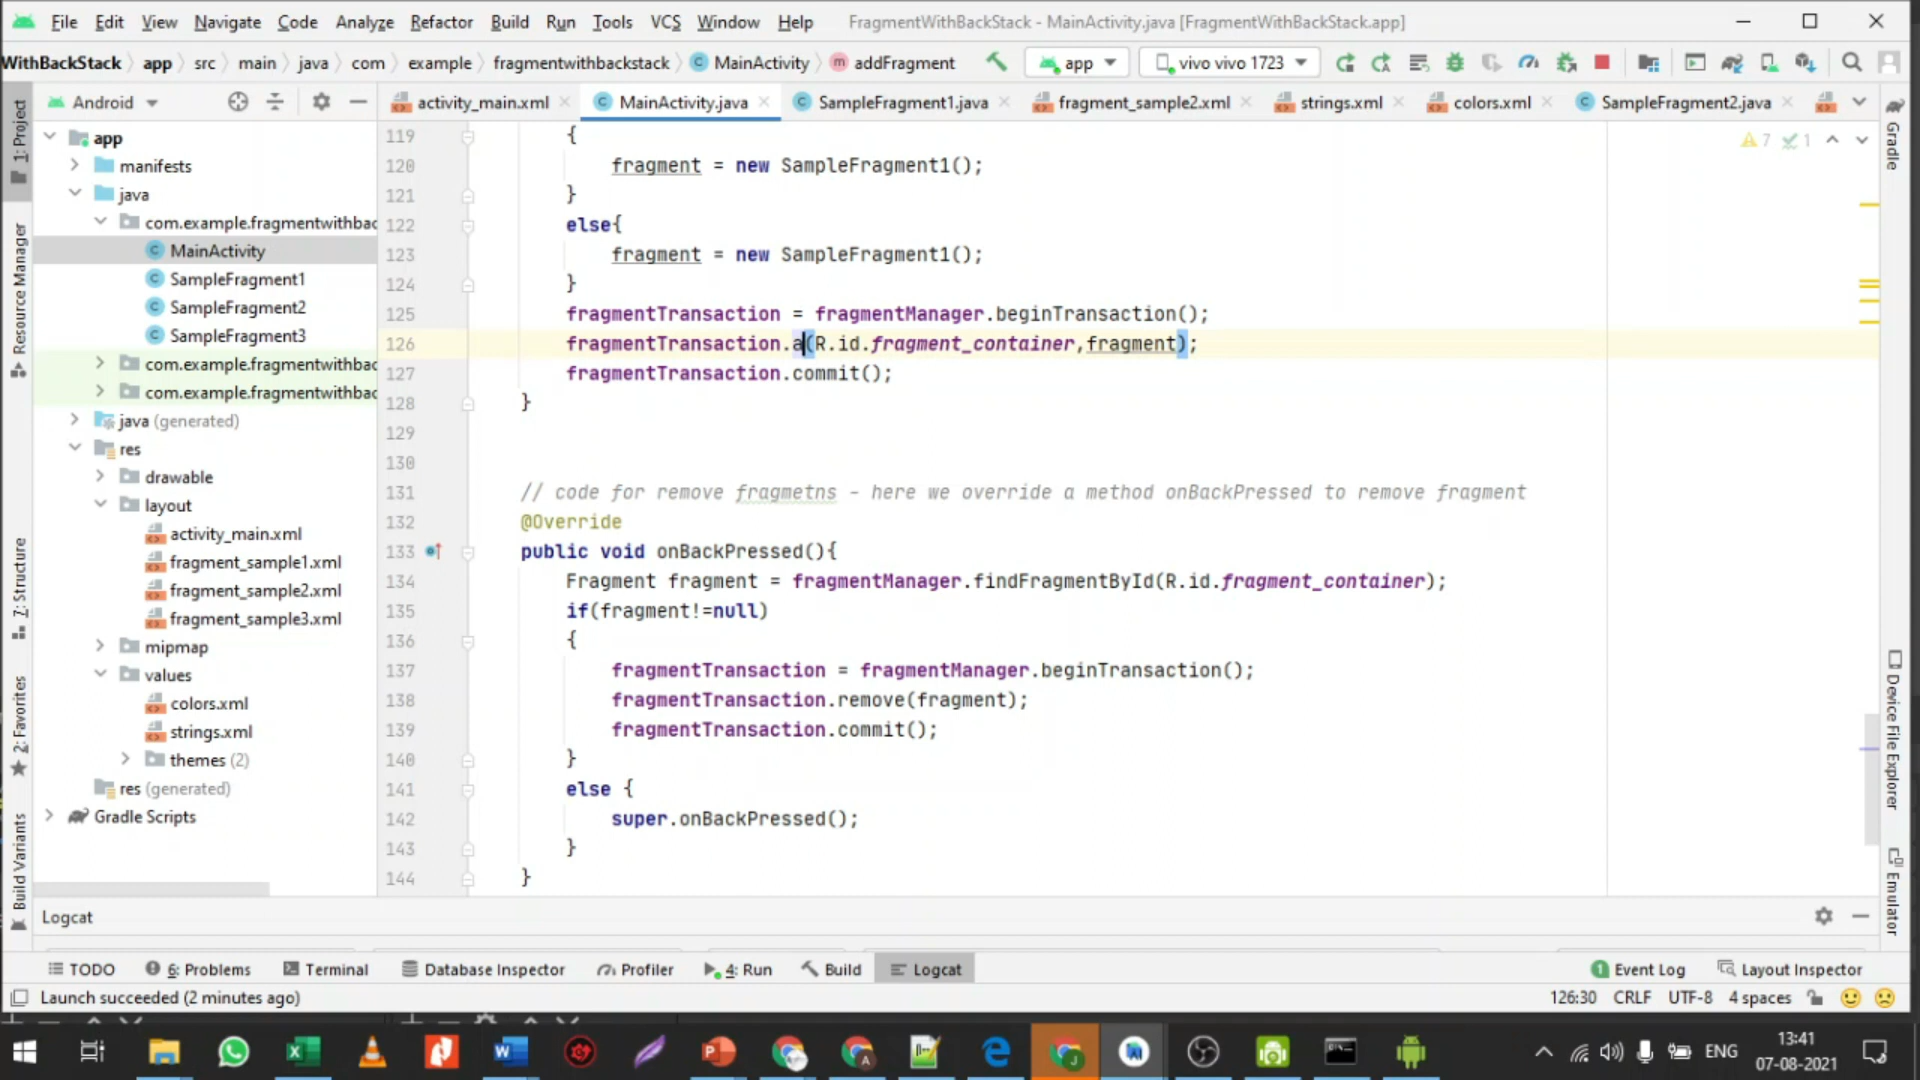 File Edit View Navigate Code Analyze Refactor Build Run Tools VCS Window Help FragmentWithBackStack - MainActivity.java [FragmentWithBackStack.app]
WithBackStack app src main java com example fragmentwithbackstack MainActivity addFragment app vivo vivo 1723
Android activity_main.xml MainActivity.java SampleFragment1.java fragment_sample2.xml strings.xml colors.xml SampleFragment2.java
1: Project
Resource Manager
7: Structure
2: Favorites
Build Variants
app
manifests
java
com.example.fragmentwithbac
MainActivity
SampleFragment1
SampleFragment2
SampleFragment3
com.example.fragmentwithbac
com.example.fragmentwithbac
java (generated)
res
drawable
layout
activity_main.xml
fragment_sample1.xml
fragment_sample2.xml
fragment_sample3.xml
mipmap
values
colors.xml
strings.xml
themes (2)
res (generated)
Gradle Scripts
7 1
119 {
120 fragment = new SampleFragment1();
121 }
122 else{
123 fragment = new SampleFragment1();
124 }
125 fragmentTransaction = fragmentManager.beginTransaction();
126 fragmentTransaction.a(R.id.fragment_container,fragment);
127 fragmentTransaction.commit();
128 }
129
130
131 // code for remove fragmetns - here we override a method onBackPressed to remove fragment
132 @Override
133 public void onBackPressed(){
134 Fragment fragment = fragmentManager.findFragmentById(R.id.fragment_container);
135 if(fragment!=null)
136 {
137 fragmentTransaction = fragmentManager.beginTransaction();
138 fragmentTransaction.remove(fragment);
139 fragmentTransaction.commit();
140 }
141 else {
142 super.onBackPressed();
143 }
144 }
Gradle
Device File Explorer
Emulator
Logcat
TODO 6: Problems Terminal Database Inspector Profiler 4: Run Build Logcat 1 Event Log Layout Inspector
Launch succeeded (2 minutes ago) 126:30 CRLF UTF-8 4 spaces
ENG 13:41
07-08-2021